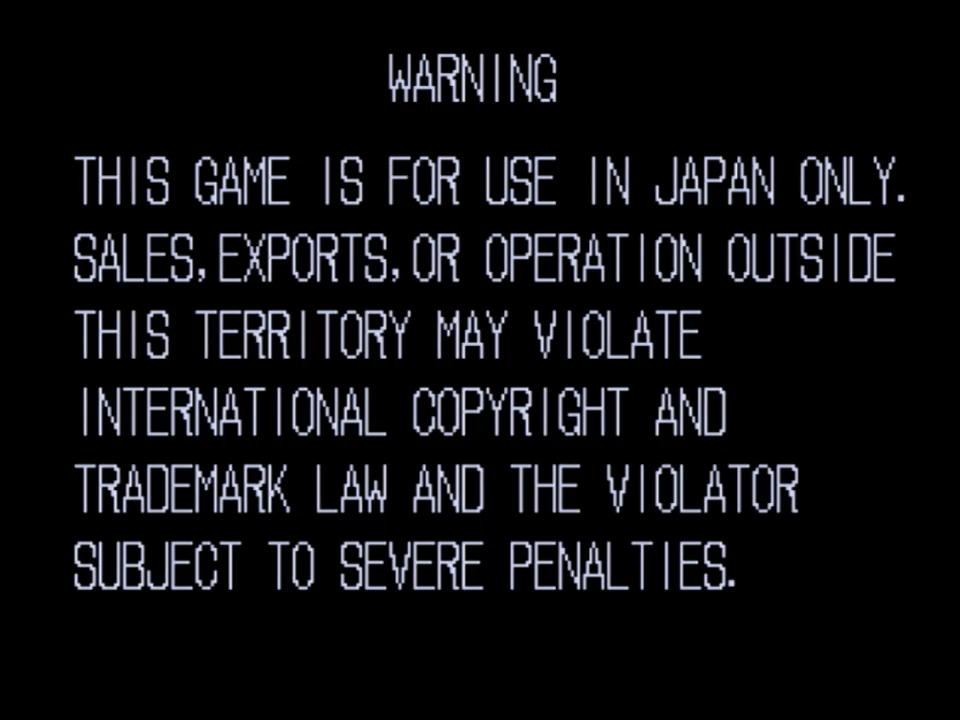 WARNING
THIS GAME IS FOR USE IN JAPAN ONLY.
SALES,EXPORTS,OR OPERATION OUTSIDE
THIS TERRITORY MAY VIOLATE
INTERNATIONAL COPYRIGHT AND
TRADEMARK LAW AND THE VIOLATOR
SUBJECT TO SEVERE PENALTIES.